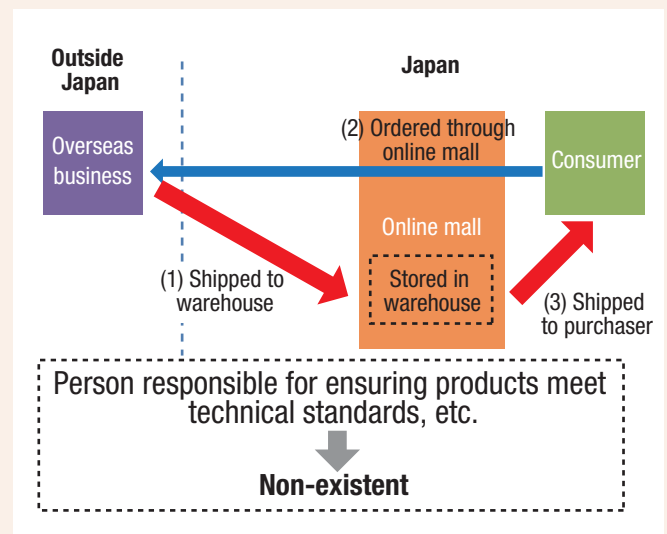 Outside
Japan
Japan
Overseas
business
(2) Ordered through
online mall
Consumer
Online mall
Stored in
warehouse
(1) Shipped to
warehouse
(3) Shipped
to purchaser
Person responsible for ensuring products meet
technical standards, etc.
Non-existent